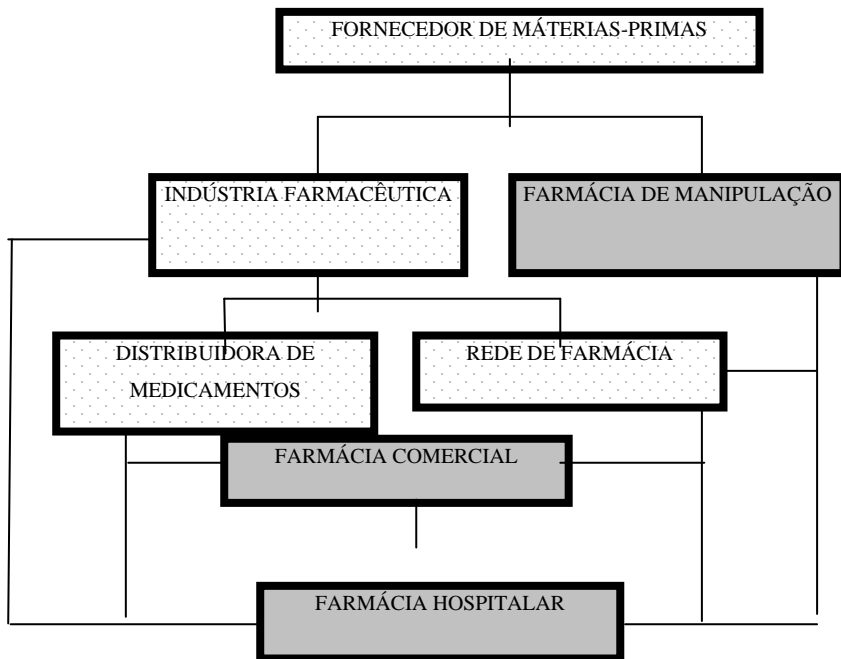 FORNECEDOR DE MÁTERIAS-PRIMAS
INDÚSTRIA FARMACÊUTICA
FARMÁCIA DE MANIPULAÇÃO
DISTRIBUIDORA DE
MEDICAMENTOS
REDE DE FARMÁCIA
FARMÁCIA COMERCIAL
FARMÁCIA HOSPITALAR